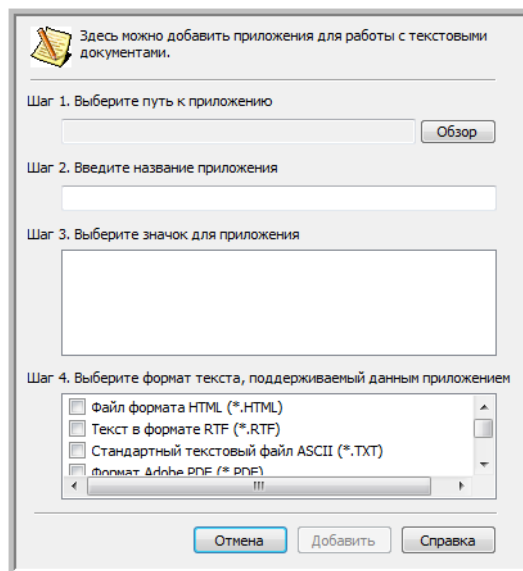 Здесь можно добавить приложения для работы с текстовыми
документами.
Шаг 1. Выберите путь к приложению
Обзор
Шаг 2. Введите название приложения
Шаг 3. Выберите значок для приложения
Шаг 4. Выберите формат текста, поддерживаемый данным приложением
Файл формата HTML (*.HTML)
Текст в формате RTF (*.RTF)
Стандартный текстовый файл ASCII (*.TXT)
Формат Adobe PDF (*.PDF)
Отмена Добавить Справка